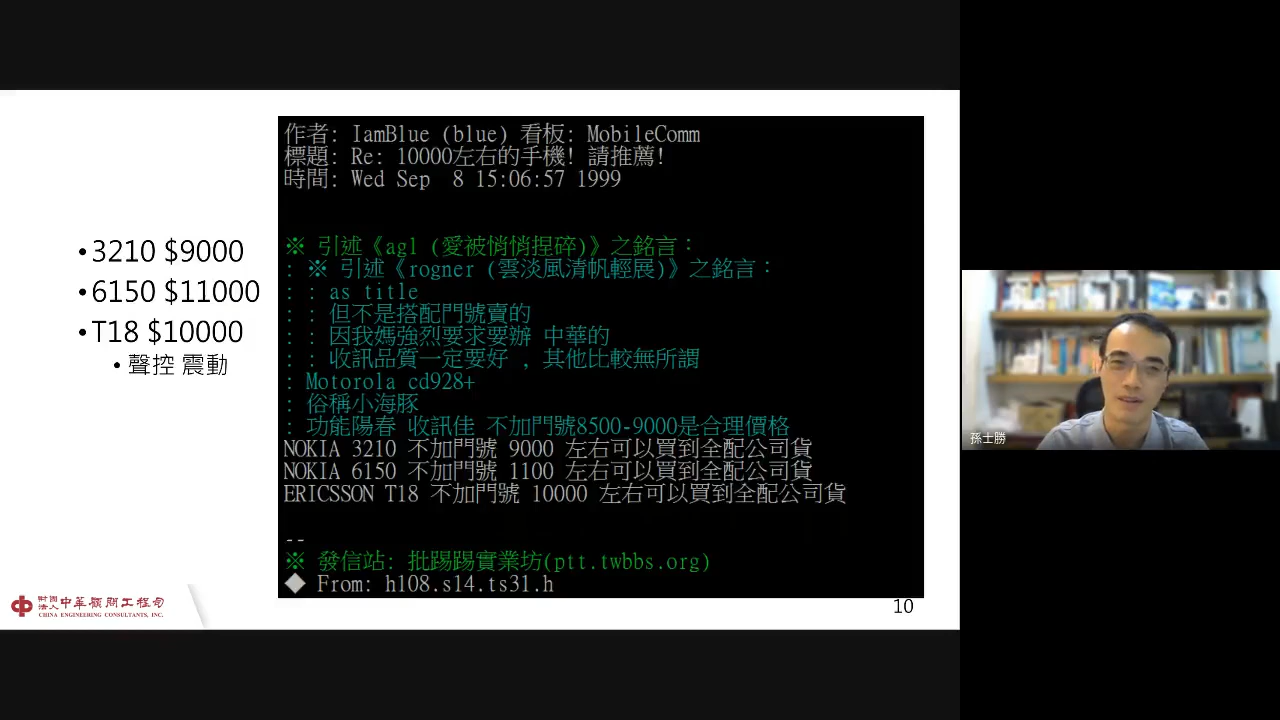 •3210 $9000
•6150 $11000
•T18 $10000
•聲控 震動
作者: IamBlue (blue) 看板: MobileComm
標題: Re: 10000左右的手機! 請推薦!
時間: Wed Sep  8 15:06:57 1999
※ 引述《agl (愛被悄悄捏碎)》之銘言：
: ※ 引述《rogner (雲淡風清帆輕展)》之銘言：
: : as title
: : 但不是搭配門號賣的
: : 因我媽強烈要求要辦 中華的
: : 收訊品質一定要好 , 其他比較無所謂
: Motorola cd928+
: 俗稱小海豚
: 功能陽春 收訊佳 不加門號8500-9000是合理價格
NOKIA 3210 不加門號 9000 左右可以買到全配公司貨
NOKIA 6150 不加門號 1100 左右可以買到全配公司貨
ERICSSON T18 不加門號 10000 左右可以買到全配公司貨
--
※ 發信站: 批踢踢實業坊(ptt.twbbs.org)
◆ From: h108.s14.ts31.h
財團法人中華顧問工程司
CHINA ENGINEERING CONSULTANTS, INC.
10
孫士勝